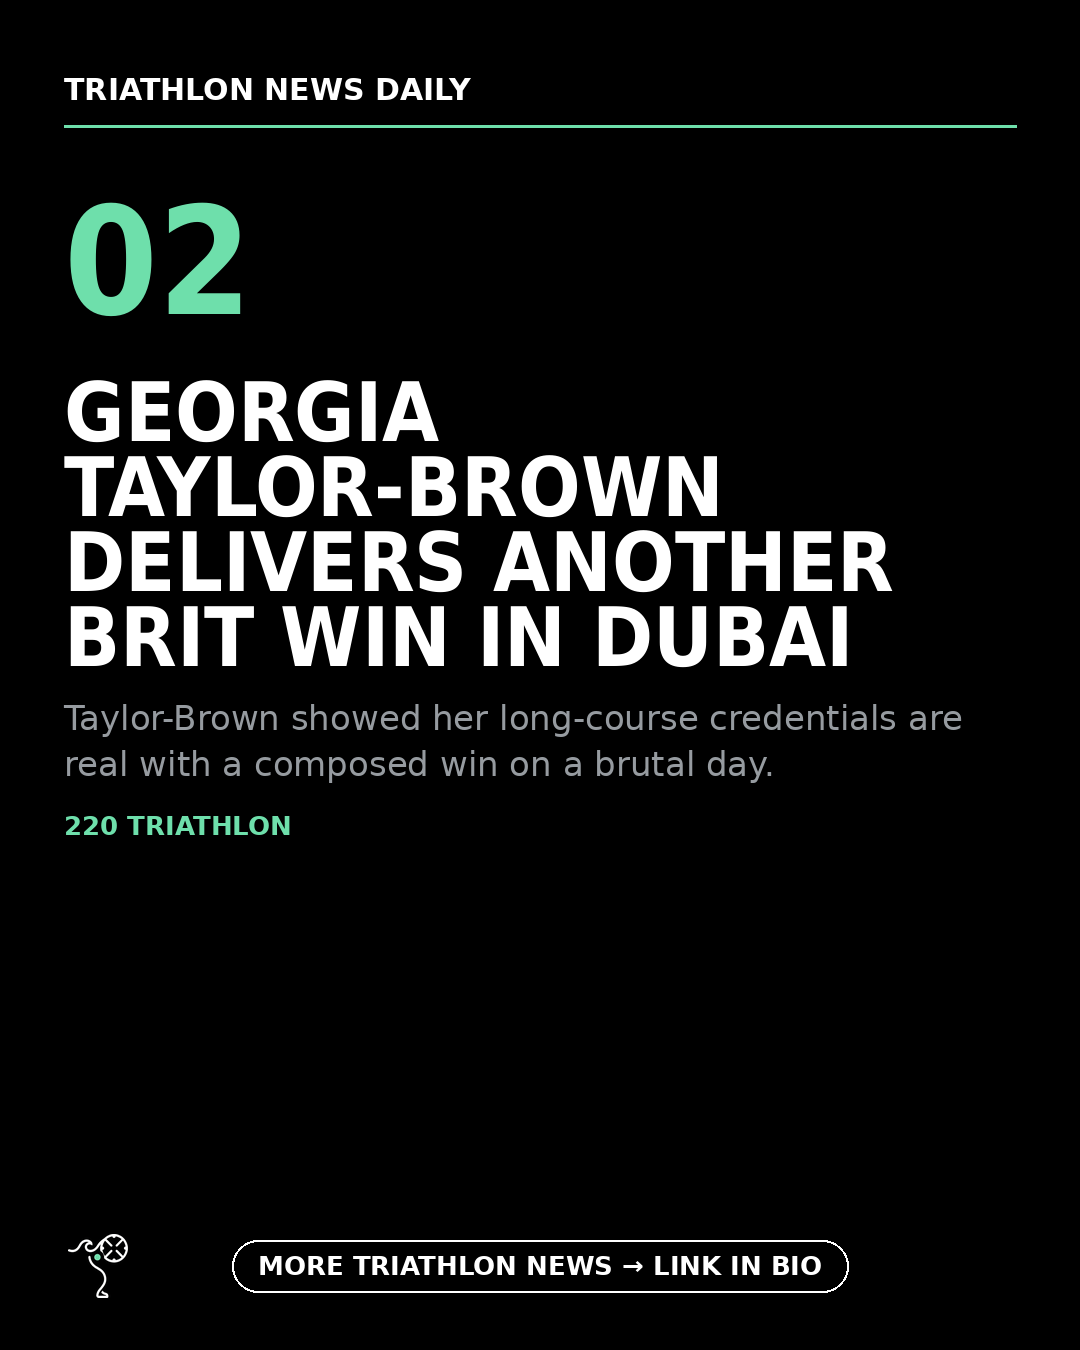 TRIATHLON NEWS DAILY
02
GEORGIA
TAYLOR-BROWN
DELIVERS ANOTHER
BRIT WIN IN DUBAI
Taylor-Brown showed her long-course credentials are
real with a composed win on a brutal day.
220 TRIATHLON
MORE TRIATHLON NEWS → LINK IN BIO